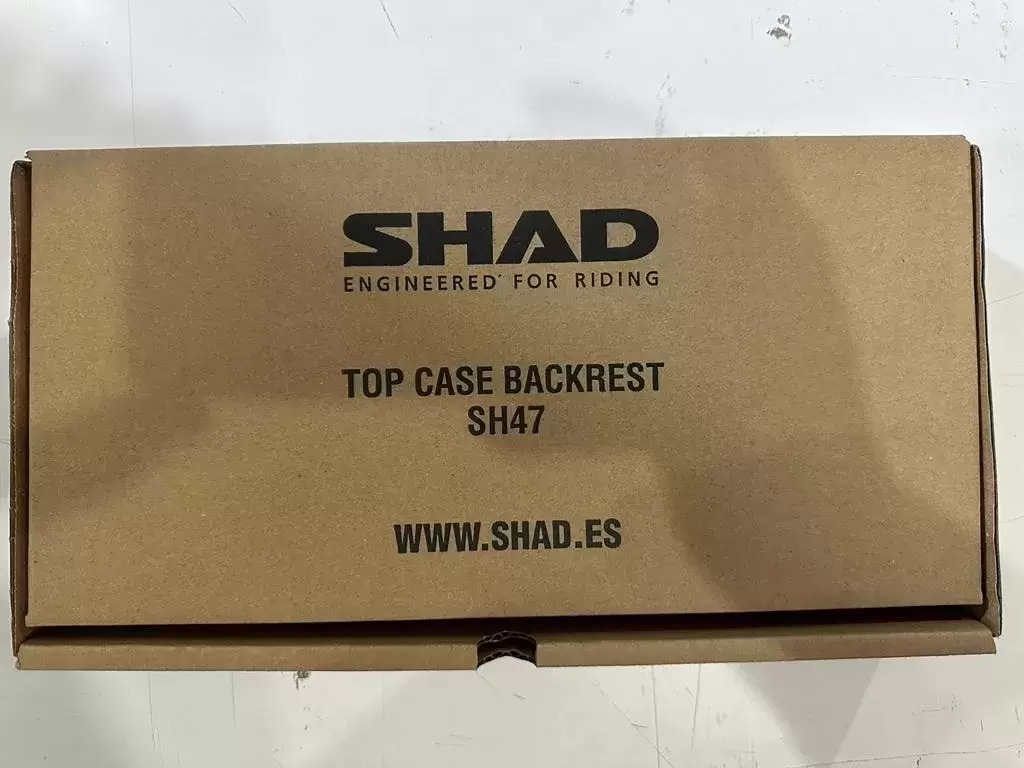 SHAD
ENGINEERED FOR RIDING
TOP CASE BACKREST
SH47
WWW.SHAD.ES